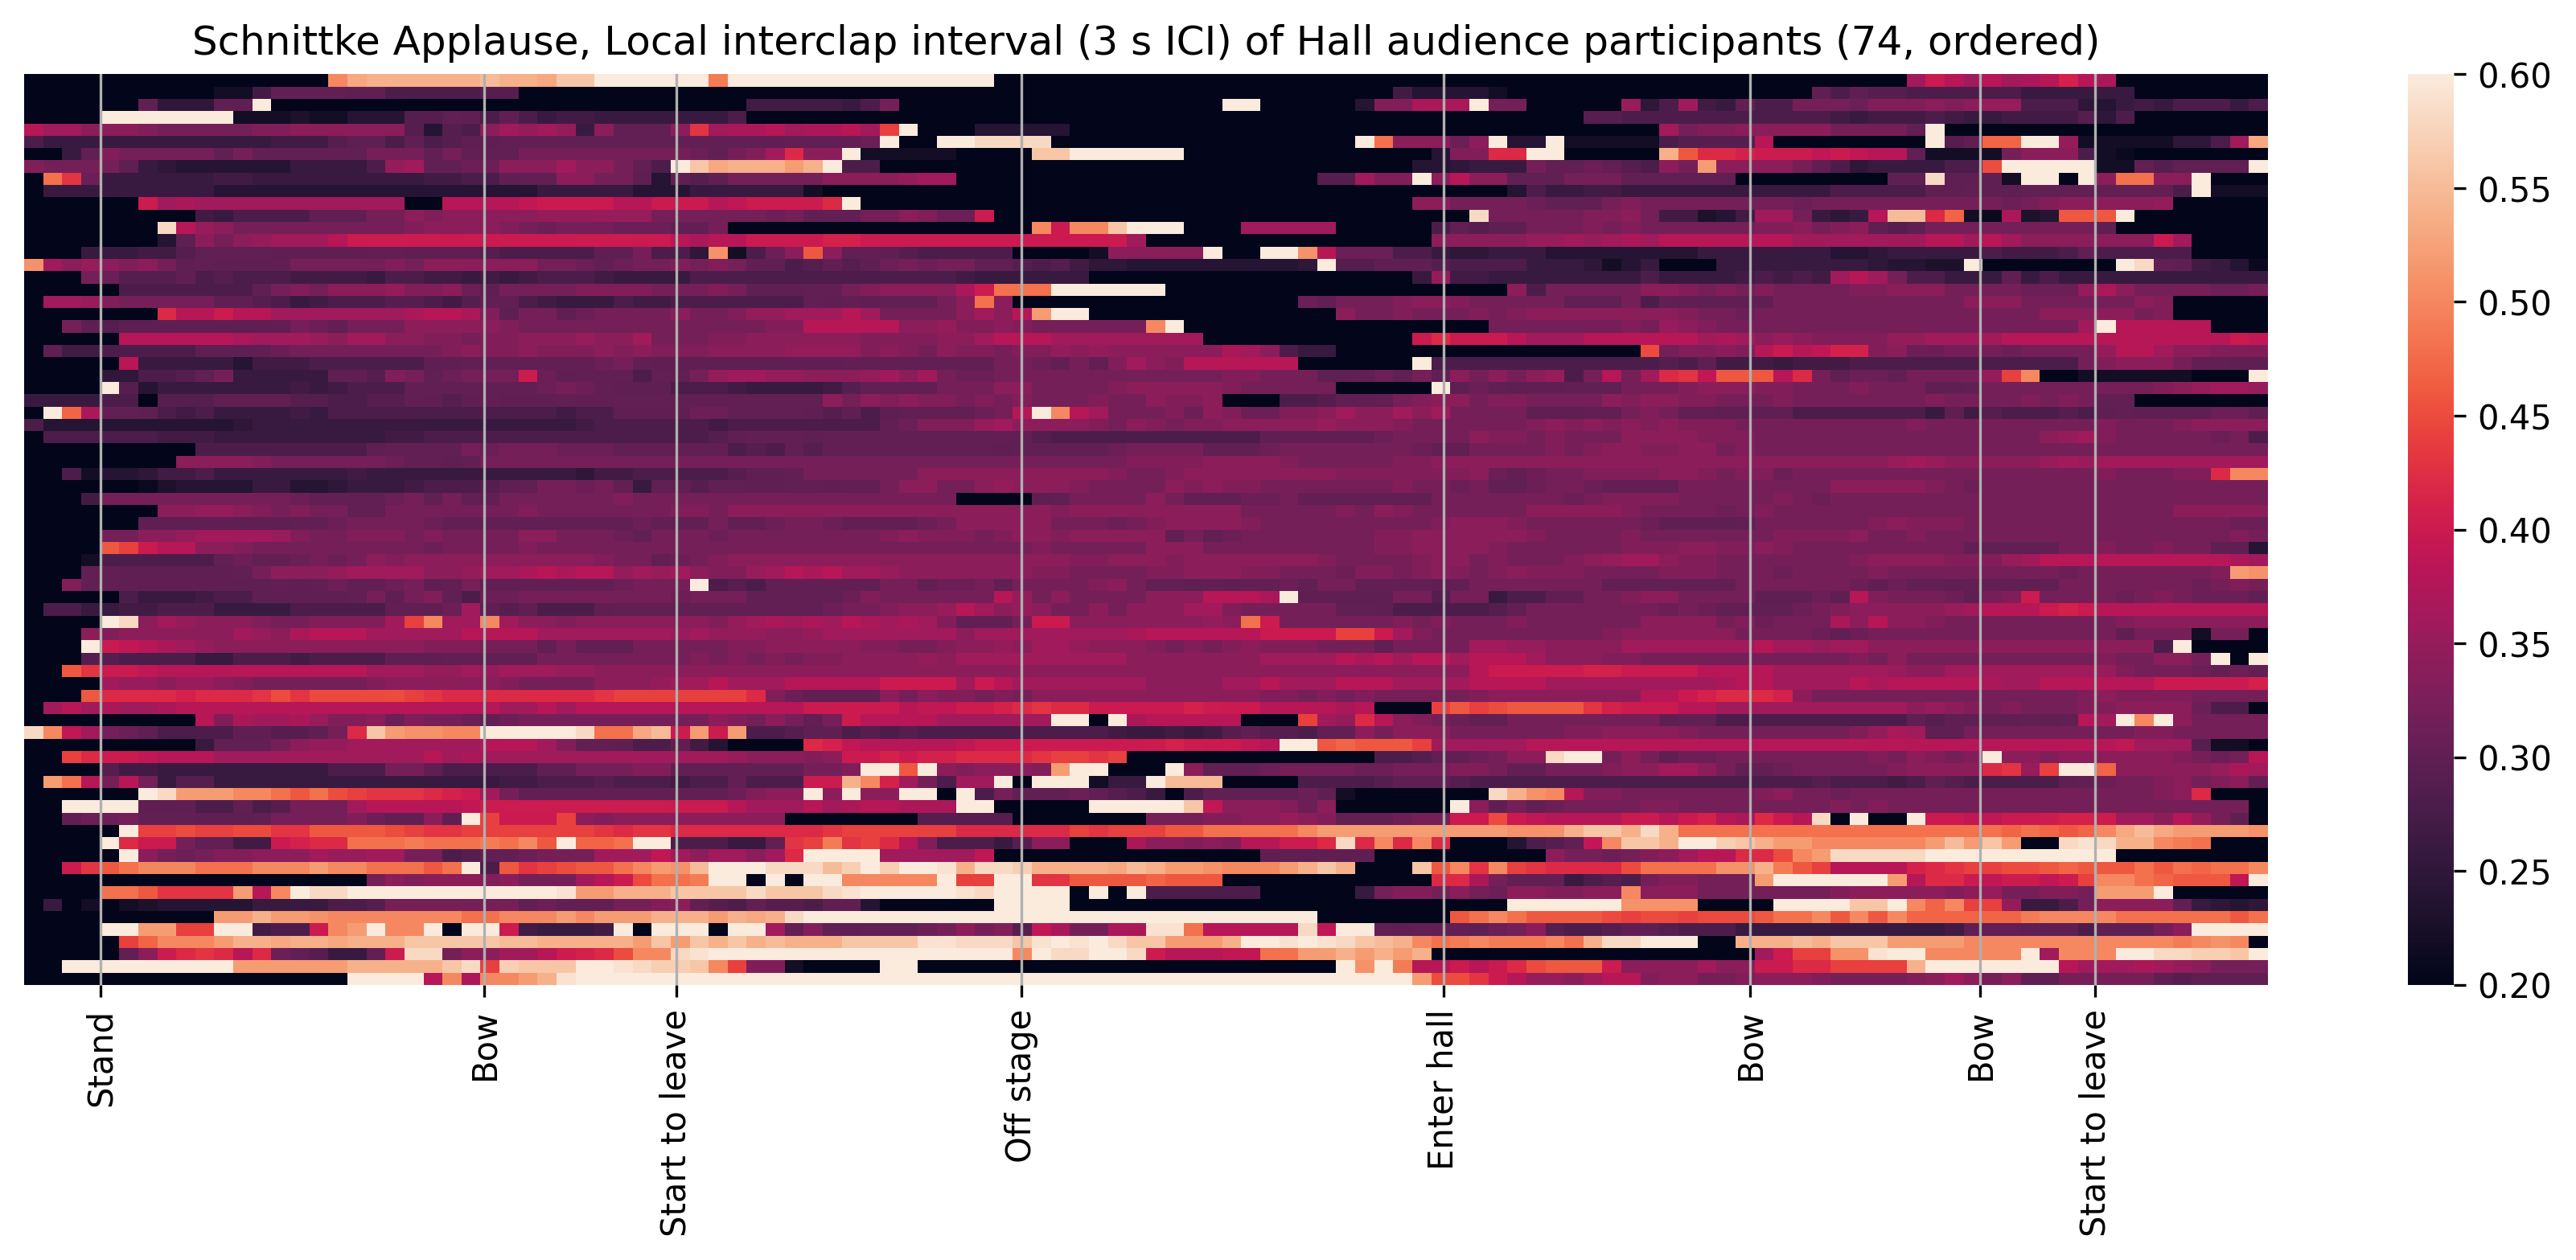 Schnittke Applause, Local interclap interval (3 s ICI) of Hall audience participants (74, ordered)
0.60
0.55
0.50
0.45
0.40
0.35
0.30
0.25
0.20
Stand
Bow
Start to leave
Off stage
Enter hall
Bow
Bow
Start to leave